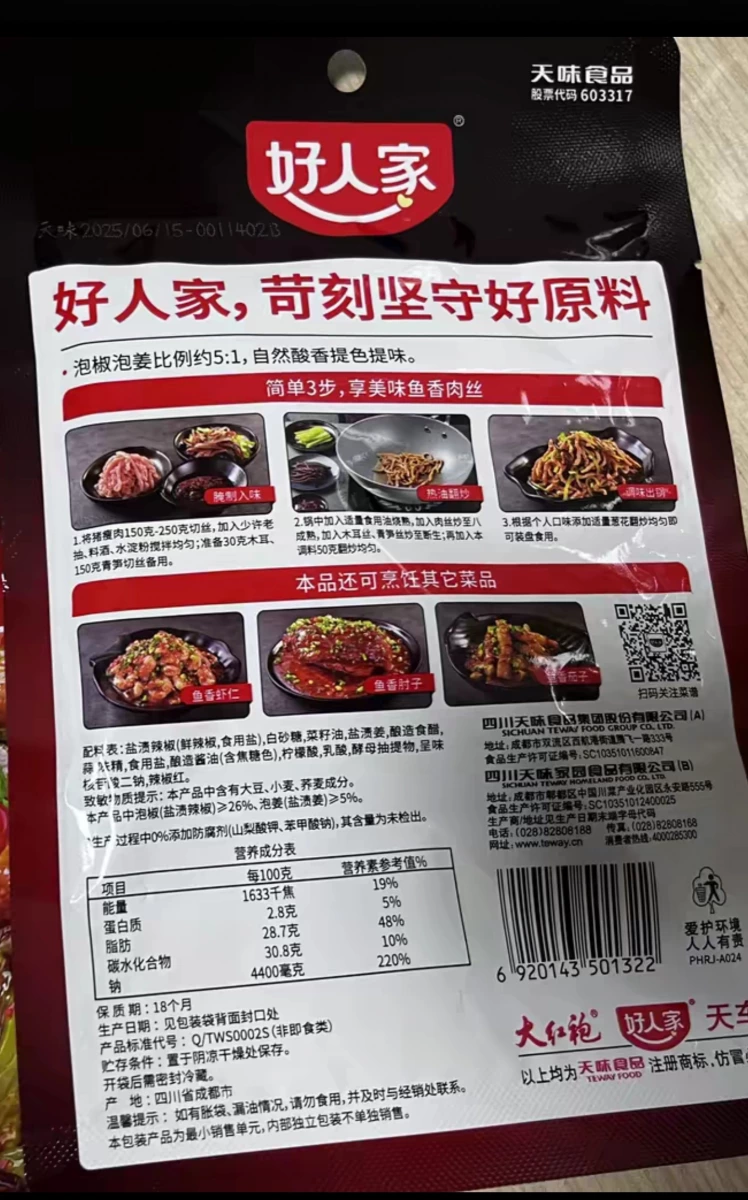 天味食品
股票代码 603317
好人家®
天味2025/06/15-0011402B
好人家，苛刻坚守好原料
·泡椒泡姜比例约5:1，自然酸香提色提味。
简单3步，享美味鱼香肉丝
腌制入味
热油翻炒
调味出锅
1.将猪瘦肉150克-250克切丝，加入少许老
抽、料酒、水淀粉搅拌均匀；准备30克木耳、
150克青笋切丝备用。
2.锅中加入适量食用油烧熟，加入肉丝炒至八
成熟，加入木耳丝、青笋丝炒至断生；再加入本
调料50克翻炒均匀。
3.根据个人口味添加适量葱花翻炒均匀即
可装盘食用。
本品还可烹饪其它菜品
鱼香虾仁
鱼香肘子
鱼香茄子
扫码关注菜谱
配料表：盐渍辣椒(鲜辣椒，食用盐)，白砂糖，菜籽油，盐渍姜，酿造食醋，
蒜，味精，食用盐，酿造酱油(含焦糖色)，柠檬酸，乳酸，酵母抽提物，呈味
核苷酸二钠，辣椒红。
致敏物质提示：本产品中含有大豆、小麦、荞麦成分。
本产品中泡椒(盐渍辣椒)≥26%、泡姜(盐渍姜)≥5%。
*生产过程中0%添加防腐剂(山梨酸钾、苯甲酸钠)，其含量为未检出。
四川天味食品集团股份有限公司(A)
SICHUAN TEWAY FOOD GROUP CO., LTD.
地址：成都市双流区西航港街道腾飞一路333号
食品生产许可证编号：SC10351011600847
四川天味家园食品有限公司(B)
SICHUAN TEWAY HOMELAND FOOD CO., LTD.
地址：成都市郫都区中国川菜产业化园区永安路555号
食品生产许可证编号：SC10351012400025
生产商/地址见生产日期末端字母代码
电话：(028)82808168 传真：(028)82808168
网址：www.teway.cn 消费者热线：4000285300
营养成分表
项目 每100克 营养素参考值%
能量 1633千焦 19%
蛋白质 2.8克 5%
脂肪 28.7克 48%
碳水化合物 30.8克 10%
钠 4400毫克 220%
6 920143 501322
爱护环境
人人有责
PHRJ-A024
保质期：18个月
生产日期：见包装袋背面封口处
产品标准代号：Q/TWS0002S(非即食类)
贮存条件：置于阴凉干燥处保存。
开袋后需密封冷藏。
产 地：四川省成都市
温馨提示：如有胀袋、漏油情况，请勿食用，并及时与经销处联系。
本包装产品为最小销售单元，内部独立包装不单独销售。
大红袍® 好人家® 天车
以上均为天味食品 注册商标，仿冒
TEWAY FOOD